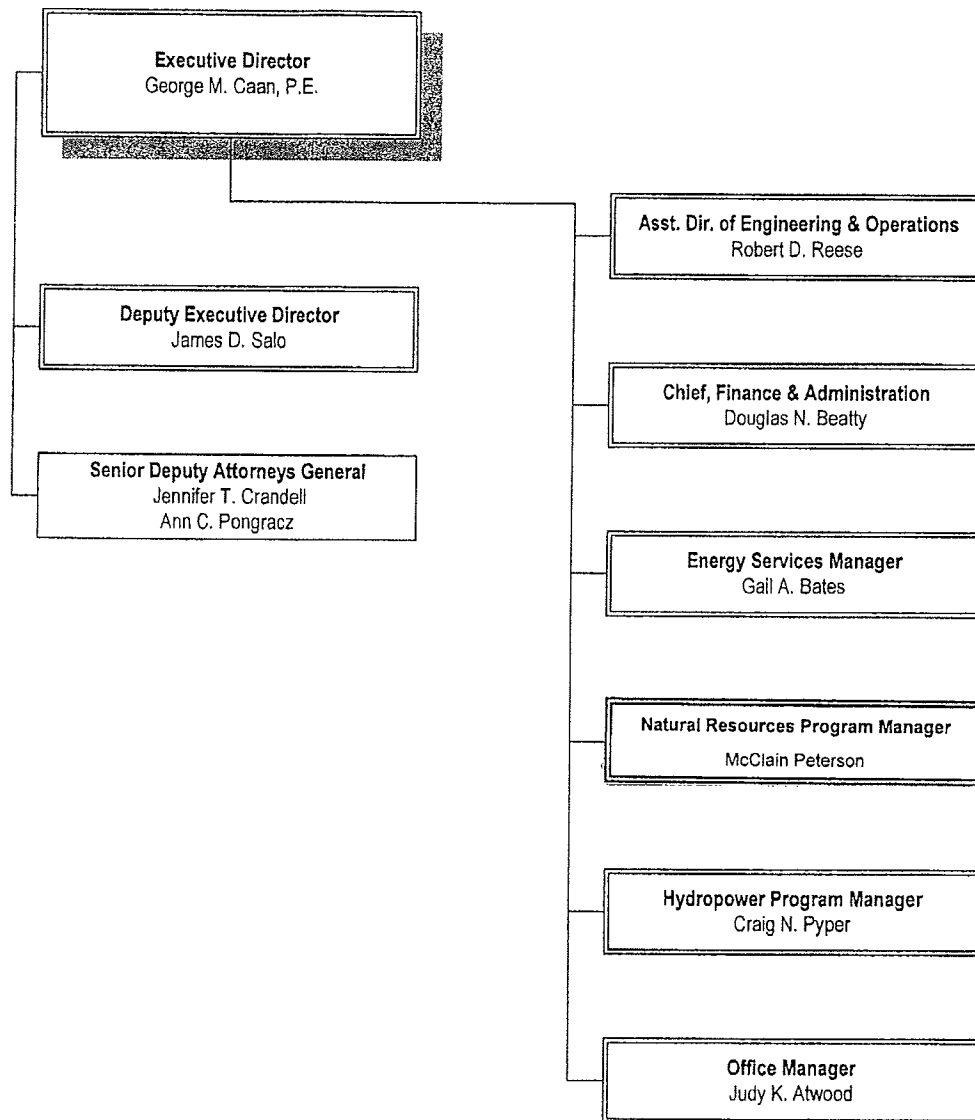 Executive Director
George M. Caan, P.E.
Deputy Executive Director
James D. Salo
Senior Deputy Attorneys General
Jennifer T. Crandell
Ann C. Pongracz
Asst. Dir. of Engineering & Operations
Robert D. Reese
Chief, Finance & Administration
Douglas N. Beatty
Energy Services Manager
Gail A. Bates
Natural Resources Program Manager
McClain Peterson
Hydropower Program Manager
Craig N. Pyper
Office Manager
Judy K. Atwood